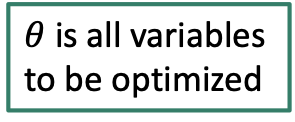 𝜃 is all variables
to be optimized